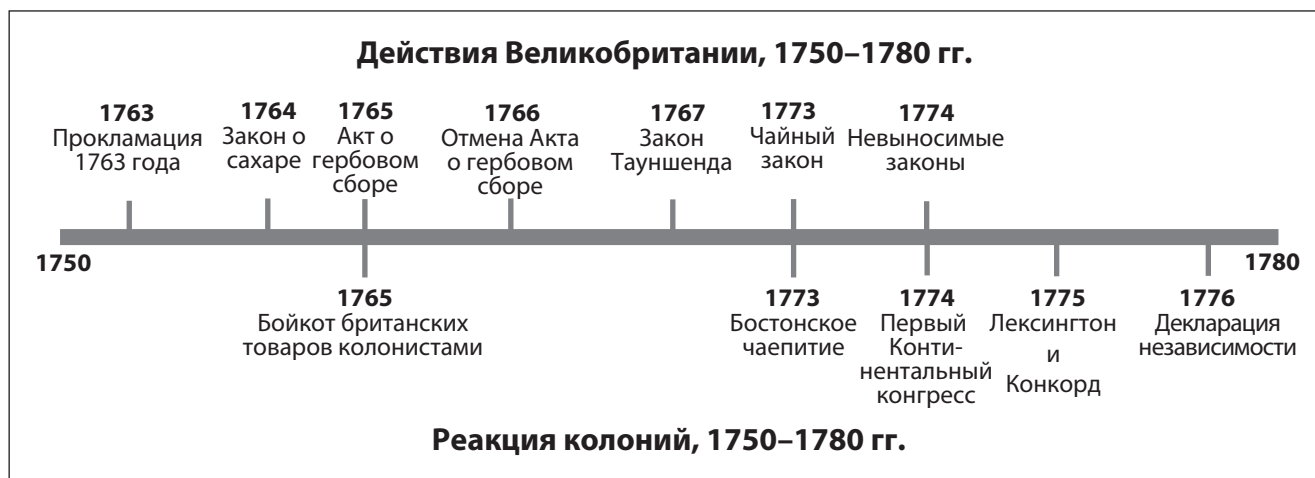 Действия Великобритании, 1750–1780 гг.
1763
Прокламация
1763 года
1764
Закон о
сахаре
1765
Акт о
гербовом
сборе
1766
Отмена Акта
о гербовом
сборе
1767
Закон
Тауншенда
1773
Чайный
закон
1774
Невыносимые
законы
1750
1780
1765
Бойкот британских
товаров колонистами
1773
Бостонское
чаепитие
1774
Первый
Конти-
нентальный
конгресс
1775
Лексингтон
и
Конкорд
1776
Декларация
независимости
Реакция колоний, 1750–1780 гг.